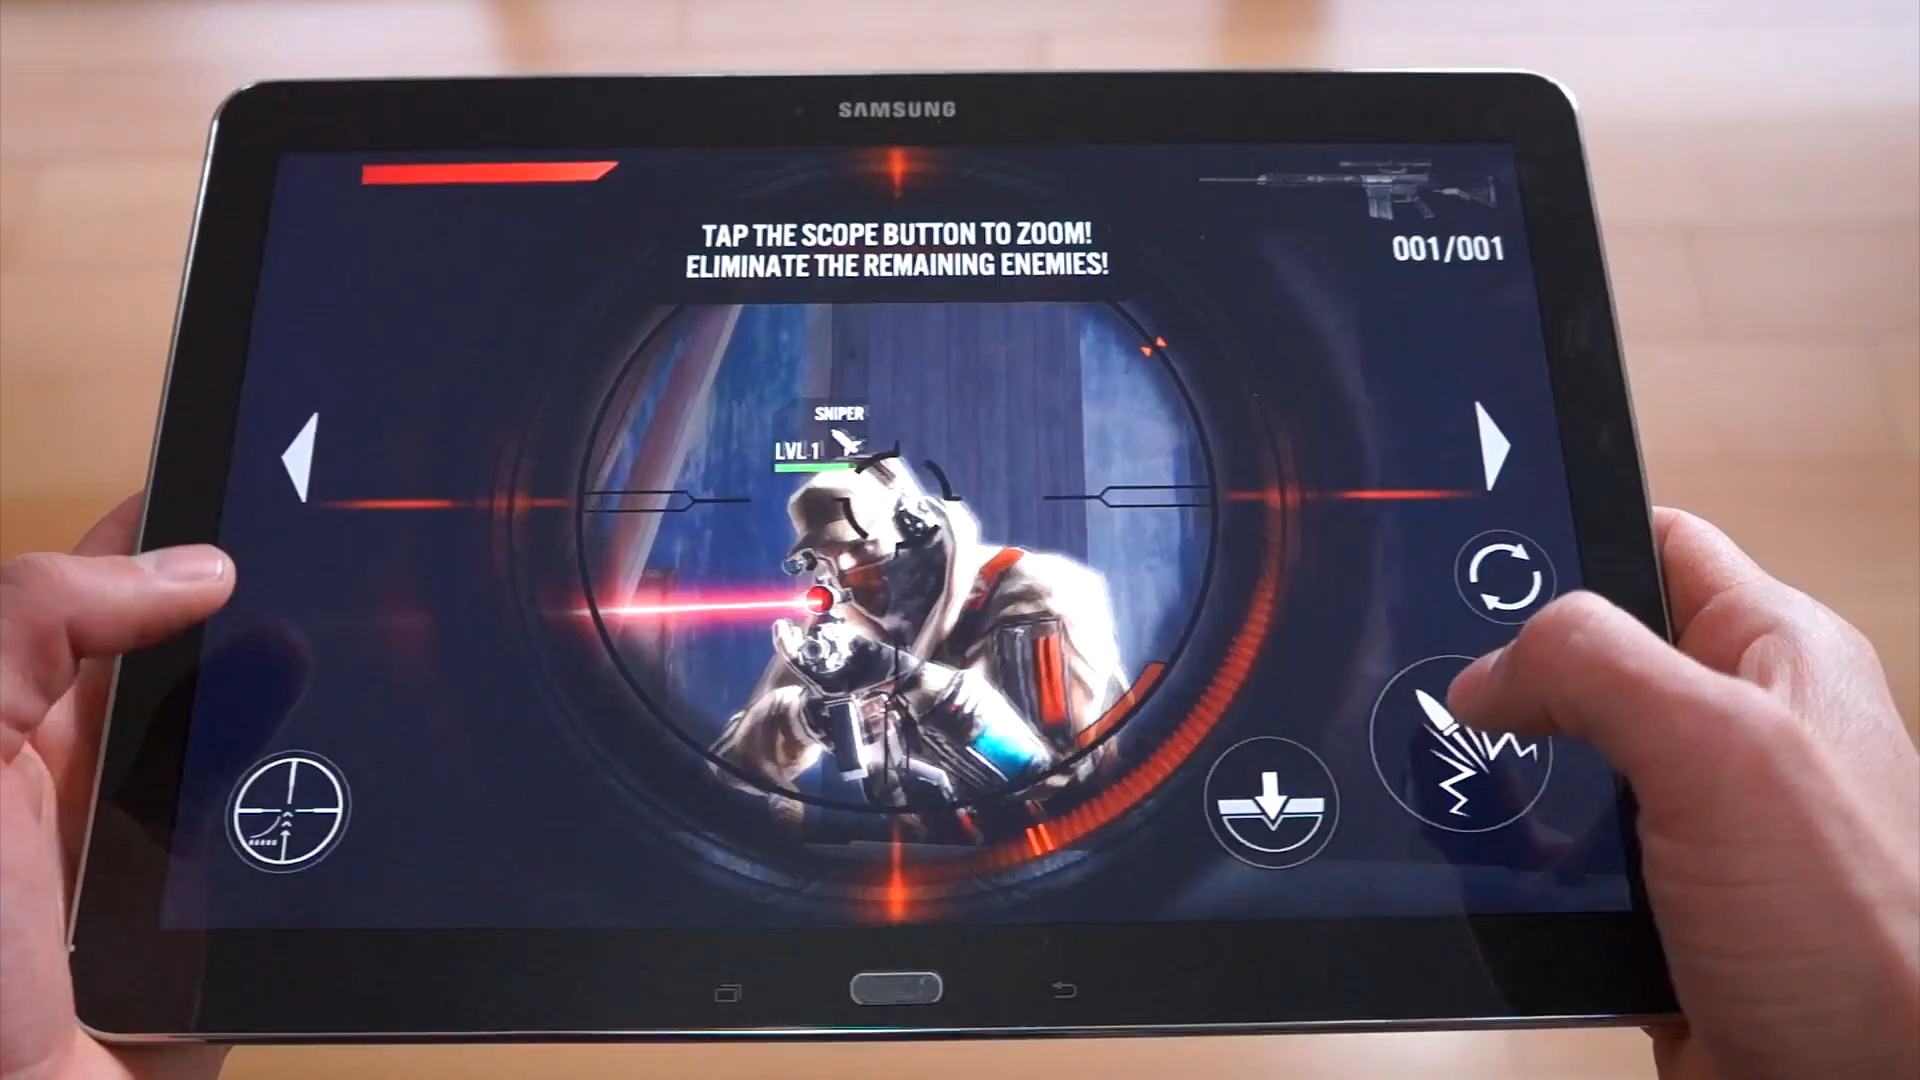 SAMSUNG
TAP THE SCOPE BUTTON TO ZOOM!
ELIMINATE THE REMAINING ENEMIES!
001/001
SNIPER
LVL 1